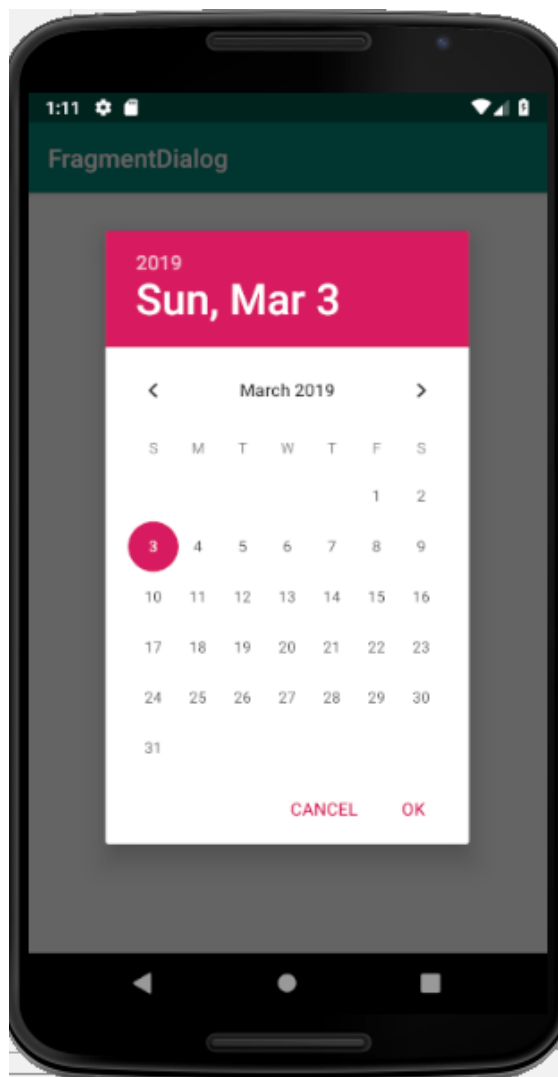 1:11
FragmentDialog
2019
Sun, Mar 3
March 2019
S M T W T F S
1 2
3 4 5 6 7 8 9
10 11 12 13 14 15 16
17 18 19 20 21 22 23
24 25 26 27 28 29 30
31
CANCEL OK